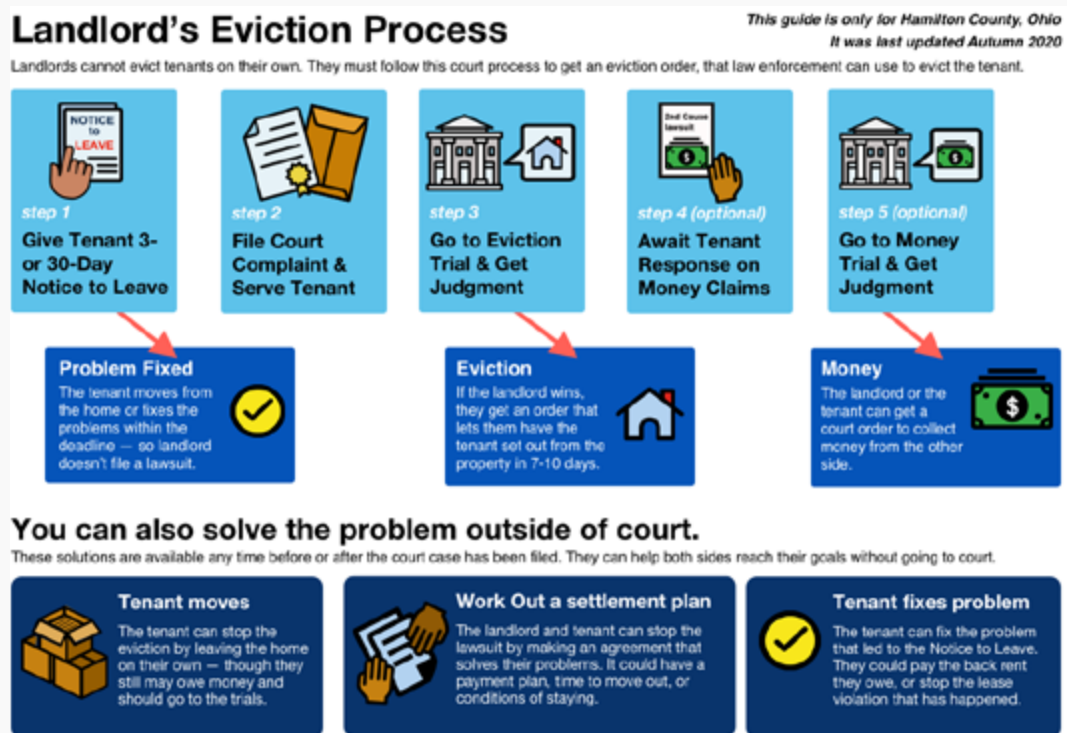 Landlord's Eviction Process
This guide is only for Hamilton County, Ohio
It was last updated Autumn 2020
Landlords cannot evict tenants on their own. They must follow this court process to get an eviction order, that law enforcement can use to evict the tenant.
NOTICE
to
LEAVE
step 1
Give Tenant 3-
or 30-Day
Notice to Leave
step 2
File Court
Complaint &
Serve Tenant
step 3
Go to Eviction
Trial & Get
Judgment
2nd Cause
lawsuit
$
step 4 (optional)
Await Tenant
Response on
Money Claims
$
step 5 (optional)
Go to Money
Trial & Get
Judgment
Problem Fixed
The tenant moves from
the home or fixes the
problems within the
deadline — so landlord
doesn't file a lawsuit.
Eviction
If the landlord wins,
they get an order that
lets them have the
tenant set out from the
property in 7-10 days.
Money
The landlord or the
tenant can get a
court order to collect
money from the other
side.
$
You can also solve the problem outside of court.
These solutions are available any time before or after the court case has been filed. They can help both sides reach their goals without going to court.
Tenant moves
The tenant can stop the
eviction by leaving the home
on their own — though they
still may owe money and
should go to the trials.
Work Out a settlement plan
The landlord and tenant can stop the
lawsuit by making an agreement that
solves their problems. It could have a
payment plan, time to move out, or
conditions of staying.
Tenant fixes problem
The tenant can fix the problem
that led to the Notice to Leave.
They could pay the back rent
they owe, or stop the lease
violation that has happened.